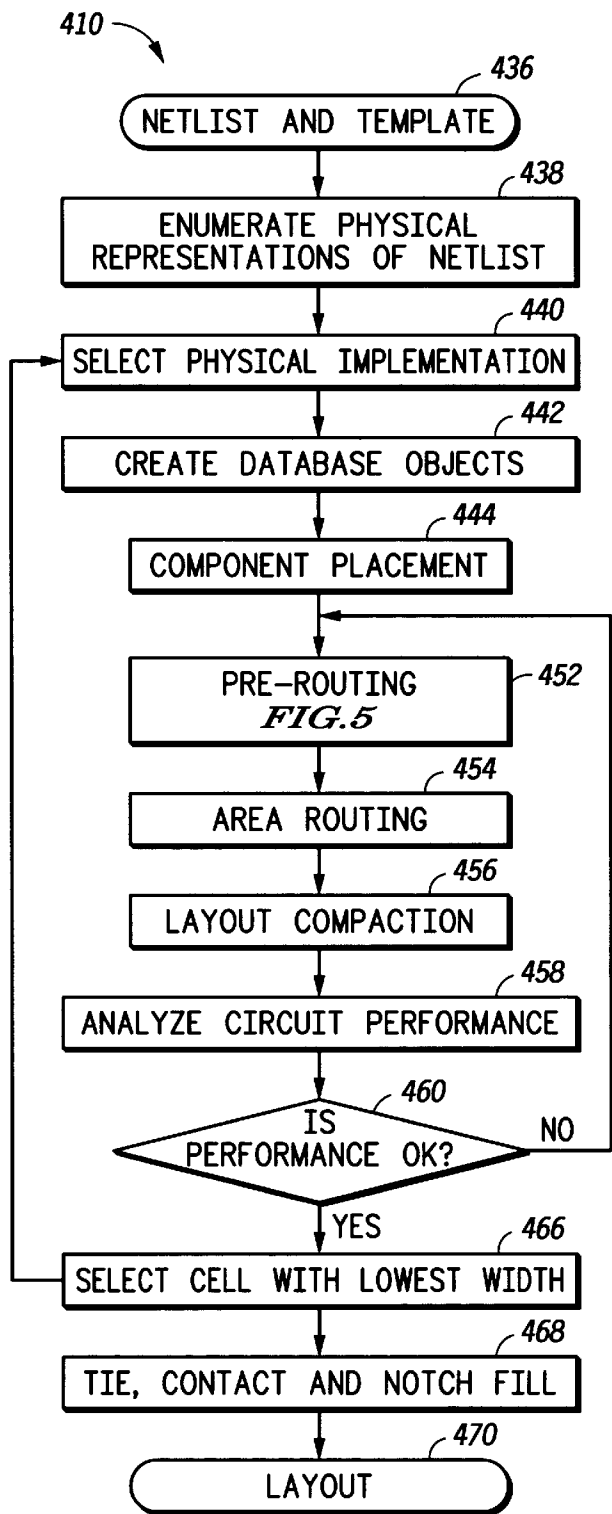 410
436
NETLIST AND TEMPLATE
438
ENUMERATE PHYSICAL
REPRESENTATIONS OF NETLIST
440
SELECT PHYSICAL IMPLEMENTATION
442
CREATE DATABASE OBJECTS
444
COMPONENT PLACEMENT
PRE-ROUTING
FIG.5
452
454
AREA ROUTING
456
LAYOUT COMPACTION
458
ANALYZE CIRCUIT PERFORMANCE
460
IS
PERFORMANCE OK?
NO
YES
466
SELECT CELL WITH LOWEST WIDTH
468
TIE, CONTACT AND NOTCH FILL
470
LAYOUT